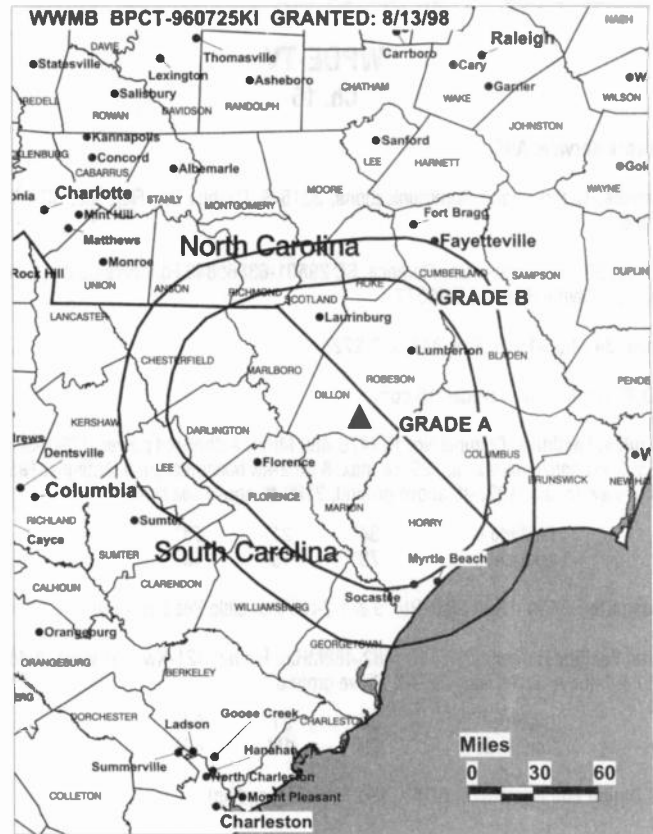 WWMB BPCT-960725KI GRANTED: 8/13/98
NASH
DAVIE
Thomasville
Carrboro
Raleigh
Statesville
Lexington
Asheboro
Cary
CHATHAM
WAKE
Garner
WILSON
REDELL
Salisbury
ROWAN
DAVIDSON
RANDOLPH
JOHNSTON
Kannapolis
Sanford
LEE
HARNETT
Concord
CABARRUS
Albemarle
MOORE
WAYNE
Charlotte
STANLY
MONTGOMERY
Mint Hill
Fort Bragg
Matthews
North Carolina
Fayetteville
Monroe
CUMBERLAND
SAMPSON
DUPLIN
Rock Hill
UNION
ANSON
RICHMOND
HOKE
SCOTLAND
GRADE B
LANCASTER
Laurinburg
CHESTERFIELD
Lumberton
BLADEN
MARLBORO
ROBESON
PENDE
DILLON
KERSHAW
DARLINGTON
GRADE A
Dentsville
LEE
Florence
COLUMBUS
BRUNSWICK
NEW HA
Columbia
FLORENCE
MARION
RICHLAND
Sumter
HORRY
Cayce
SUMTER
South Carolina
Myrtle Beach
CALHOUN
CLARENDON
Socastee
WILLIAMSBURG
Orangeburg
GEORGETOWN
ORANGEBURG
BERKELEY
DORCHESTER
Ladson
Goose Creek
CHARLESTON
Hanahan
Summerville
North Charleston
COLLETON
Mount Pleasant
Charleston
Miles
0 30 60